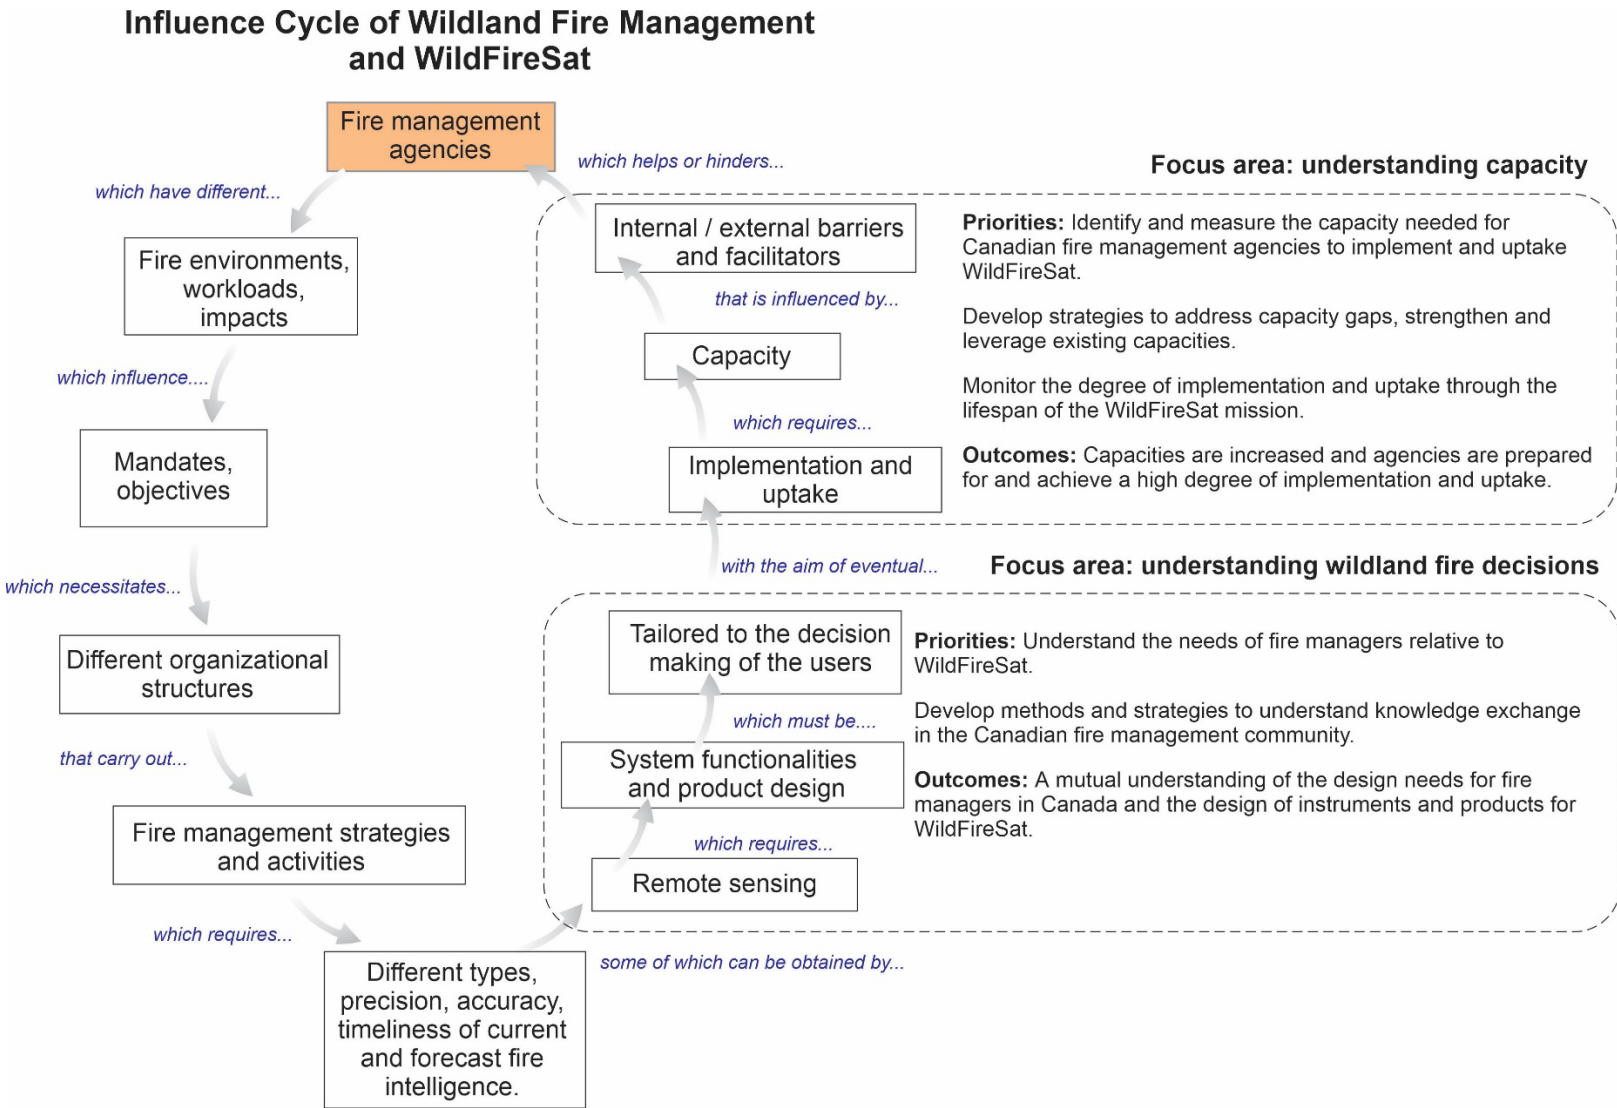 Influence Cycle of Wildland Fire Management
and WildFireSat
Fire management
agencies
which have different...
Fire environments,
workloads,
impacts
which influence....
Mandates,
objectives
which necessitates...
Different organizational
structures
that carry out...
Fire management strategies
and activities
which requires...
Different types,
precision, accuracy,
timeliness of current
and forecast fire
intelligence.
some of which can be obtained by...
Remote sensing
which requires...
System functionalities
and product design
which must be....
Tailored to the decision
making of the users
with the aim of eventual...
Implementation and
uptake
which requires...
Capacity
that is influenced by...
Internal / external barriers
and facilitators
which helps or hinders...
Focus area: understanding capacity
Priorities: Identify and measure the capacity needed for
Canadian fire management agencies to implement and uptake
WildFireSat.
Develop strategies to address capacity gaps, strengthen and
leverage existing capacities.
Monitor the degree of implementation and uptake through the
lifespan of the WildFireSat mission.
Outcomes: Capacities are increased and agencies are prepared
for and achieve a high degree of implementation and uptake.
Focus area: understanding wildland fire decisions
Priorities: Understand the needs of fire managers relative to
WildFireSat.
Develop methods and strategies to understand knowledge exchange
in the Canadian fire management community.
Outcomes: A mutual understanding of the design needs for fire
managers in Canada and the design of instruments and products for
WildFireSat.